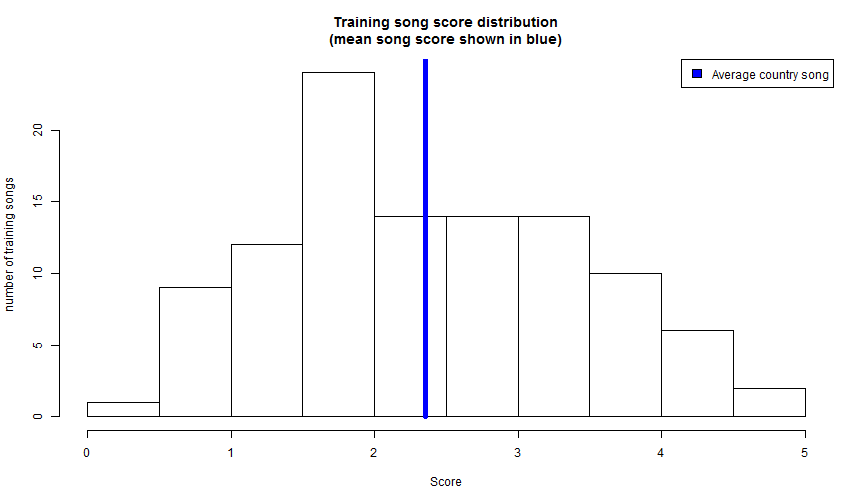 Training song score distribution
(mean song score shown in blue)
Average country song
number of training songs
20
15
10
5
0
0 1 2 3 4 5
Score